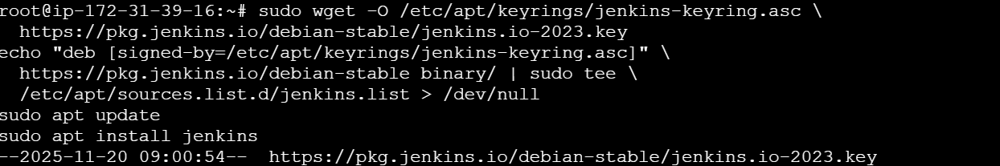 root@ip-172-31-39-16:~# sudo wget -O /etc/apt/keyrings/jenkins-keyring.asc \
  https://pkg.jenkins.io/debian-stable/jenkins.io-2023.key
echo "deb [signed-by=/etc/apt/keyrings/jenkins-keyring.asc]" \
  https://pkg.jenkins.io/debian-stable binary/ | sudo tee \
  /etc/apt/sources.list.d/jenkins.list > /dev/null
sudo apt update
sudo apt install jenkins
--2025-11-20 09:00:54--  https://pkg.jenkins.io/debian-stable/jenkins.io-2023.key